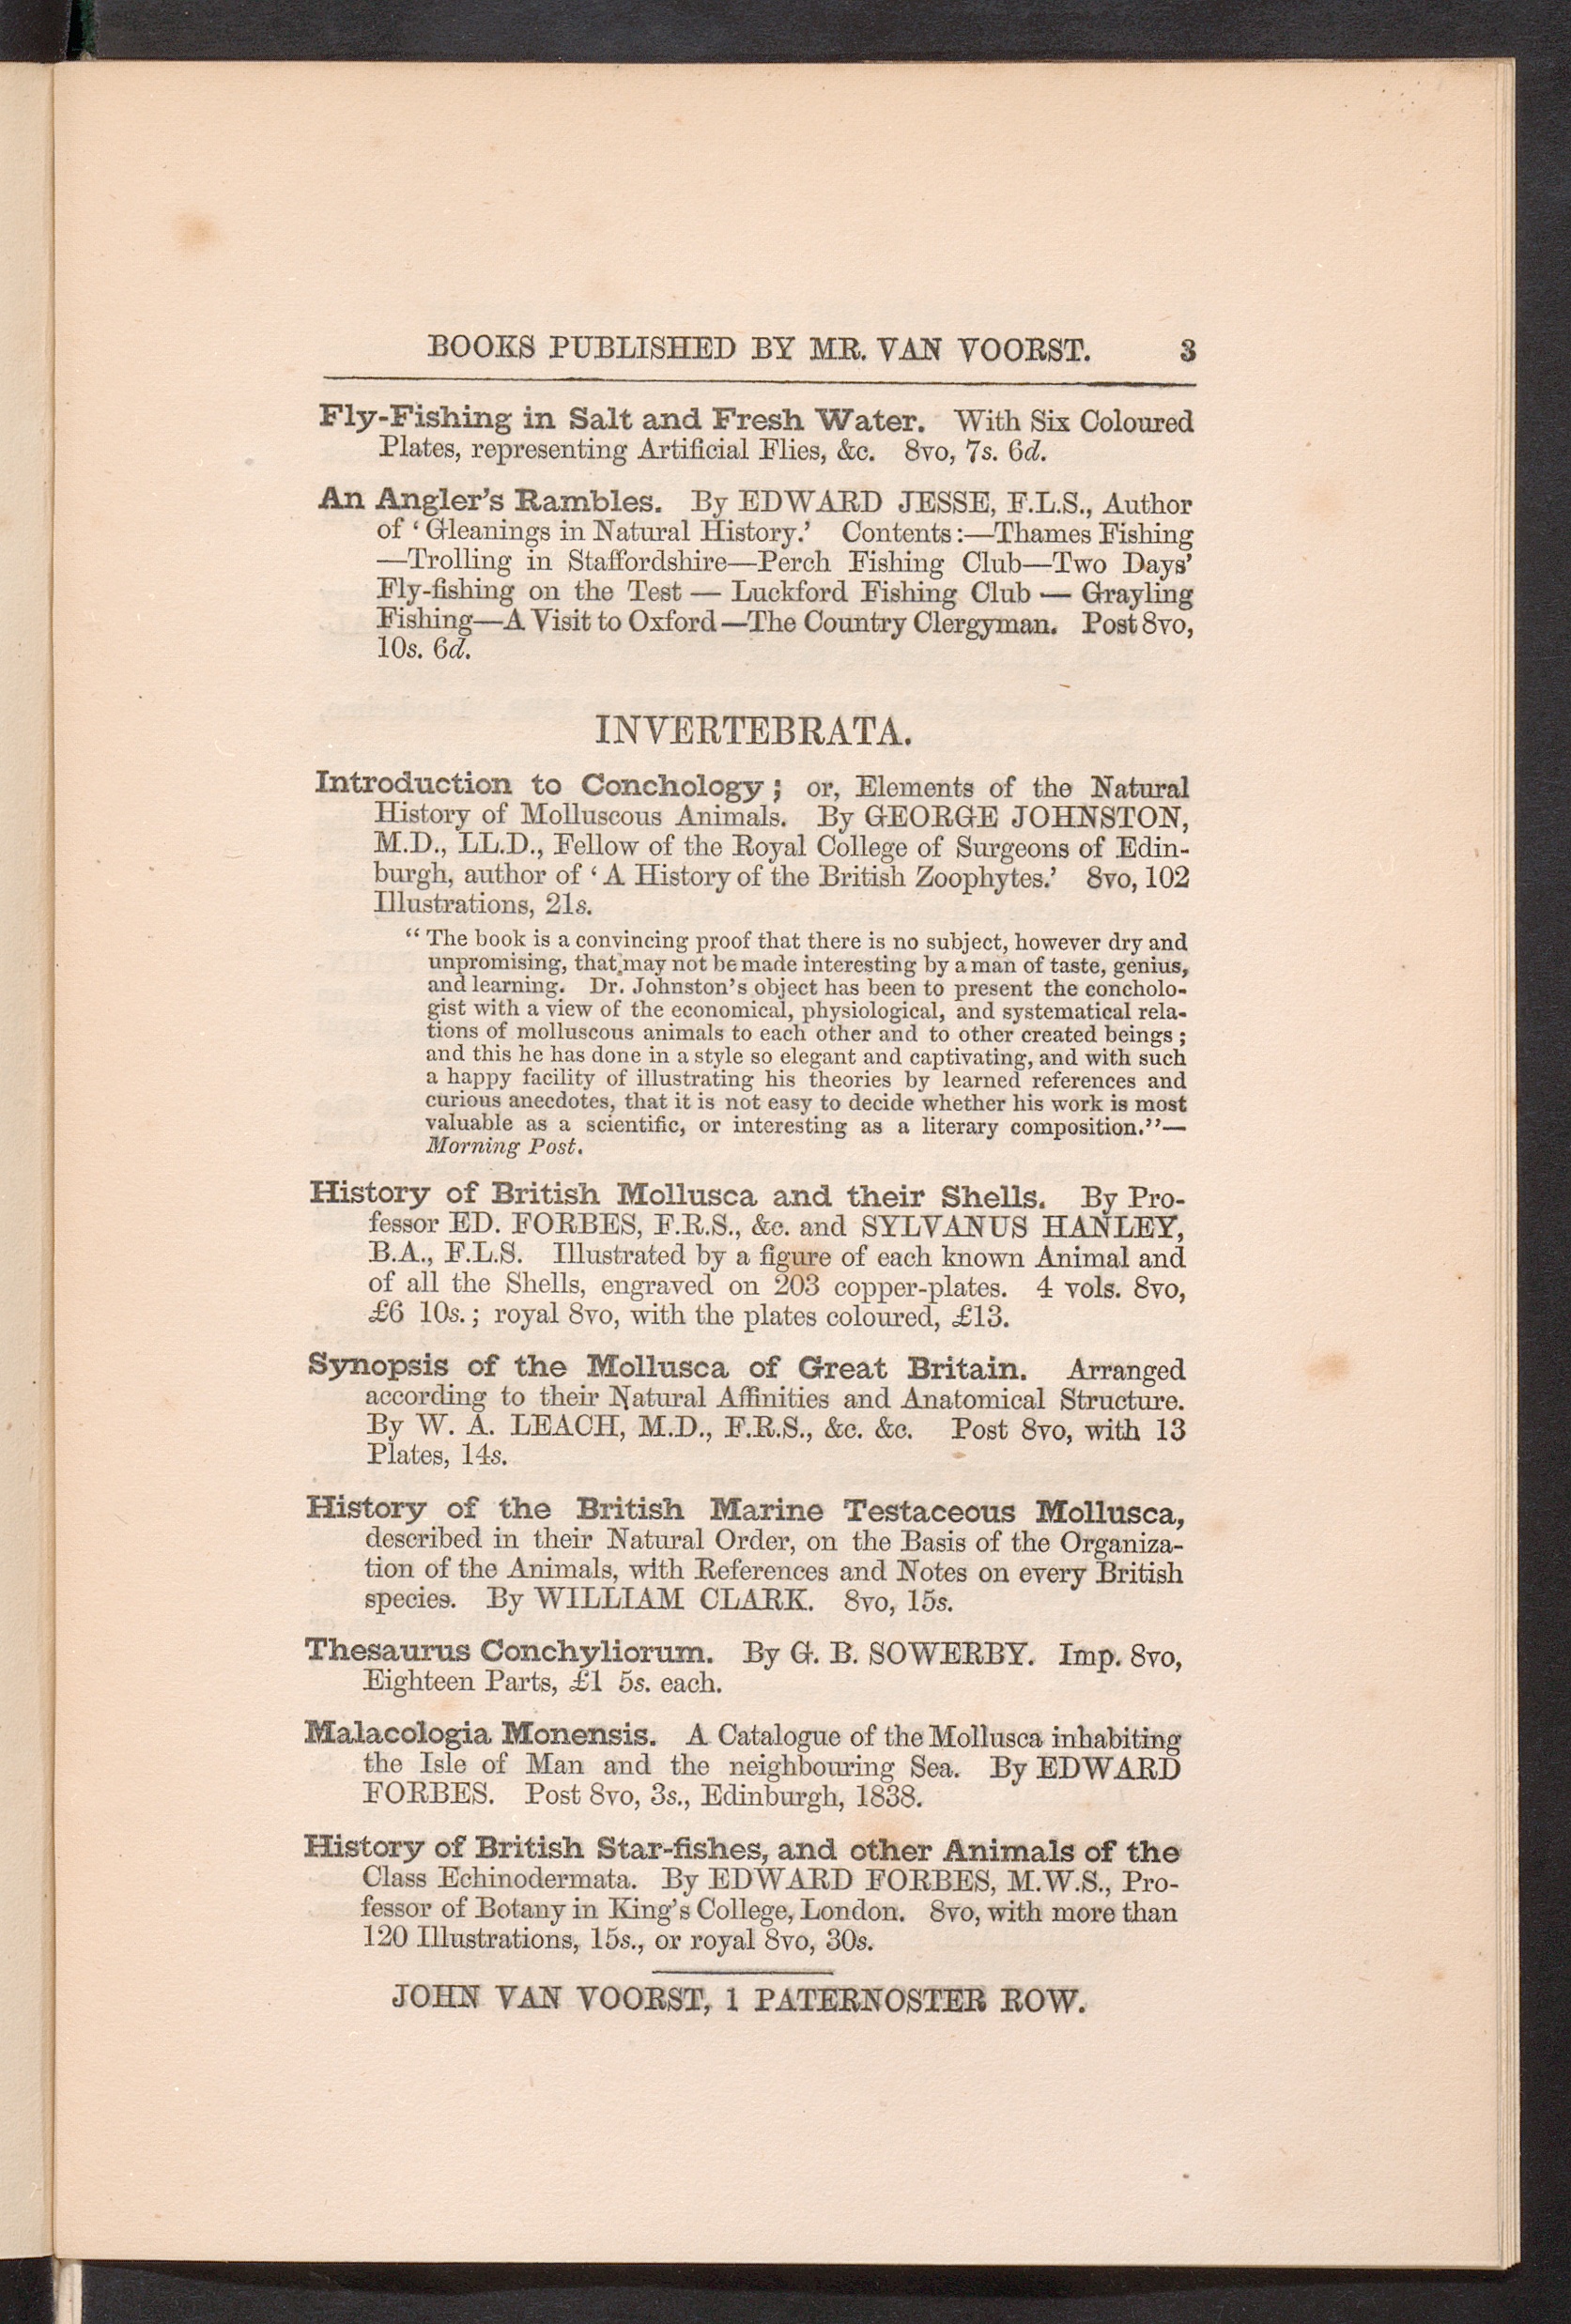 BOOKS PUBLISHED BY MR. VAN VOORST. 3
Fly-Fishing in Salt and Fresh Water. With Six Coloured
Plates, representing Artificial Flies, &c. 8vo, 7s. 6d.
An Angler's Rambles. By EDWARD JESSE, F.L.S., Author
of ‘Gleanings in Natural History.’ Contents:—Thames Fishing
—Trolling in Staffordshire—Perch Fishing Club—Two Days’
Fly-fishing on the Test — Luckford Fishing Club — Grayling
Fishing—A Visit to Oxford—The Country Clergyman. Post 8vo,
10s. 6d.
INVERTEBRATA.
Introduction to Conchology; or, Elements of the Natural
History of Molluscous Animals. By GEORGE JOHNSTON,
M.D., LL.D., Fellow of the Royal College of Surgeons of Edin-
burgh, author of ‘A History of the British Zoophytes.’ 8vo, 102
Illustrations, 21s.
“The book is a convincing proof that there is no subject, however dry and
unpromising, that may not be made interesting by a man of taste, genius,
and learning. Dr. Johnston’s object has been to present the concholo-
gist with a view of the economical, physiological, and systematical rela-
tions of molluscous animals to each other and to other created beings;
and this he has done in a style so elegant and captivating, and with such
a happy facility of illustrating his theories by learned references and
curious anecdotes, that it is not easy to decide whether his work is most
valuable as a scientific, or interesting as a literary composition.”—
Morning Post.
History of British Mollusca and their Shells. By Pro-
fessor ED. FORBES, F.R.S., &c. and SYLVANUS HANLEY,
B.A., F.L.S. Illustrated by a figure of each known Animal and
of all the Shells, engraved on 203 copper-plates. 4 vols. 8vo,
£6 10s.; royal 8vo, with the plates coloured, £13.
Synopsis of the Mollusca of Great Britain. Arranged
according to their Natural Affinities and Anatomical Structure.
By W. A. LEACH, M.D., F.R.S., &c. &c. Post 8vo, with 13
Plates, 14s.
History of the British Marine Testaceous Mollusca,
described in their Natural Order, on the Basis of the Organiza-
tion of the Animals, with References and Notes on every British
species. By WILLIAM CLARK. 8vo, 15s.
Thesaurus Conchyliorum. By G. B. SOWERBY. Imp. 8vo,
Eighteen Parts, £1 5s. each.
Malacologia Monensis. A Catalogue of the Mollusca inhabiting
the Isle of Man and the neighbouring Sea. By EDWARD
FORBES. Post 8vo, 3s., Edinburgh, 1838.
History of British Star-fishes, and other Animals of the
Class Echinodermata. By EDWARD FORBES, M.W.S., Pro-
fessor of Botany in King’s College, London. 8vo, with more than
120 Illustrations, 15s., or royal 8vo, 30s.
JOHN VAN VOORST, 1 PATERNOSTER ROW.